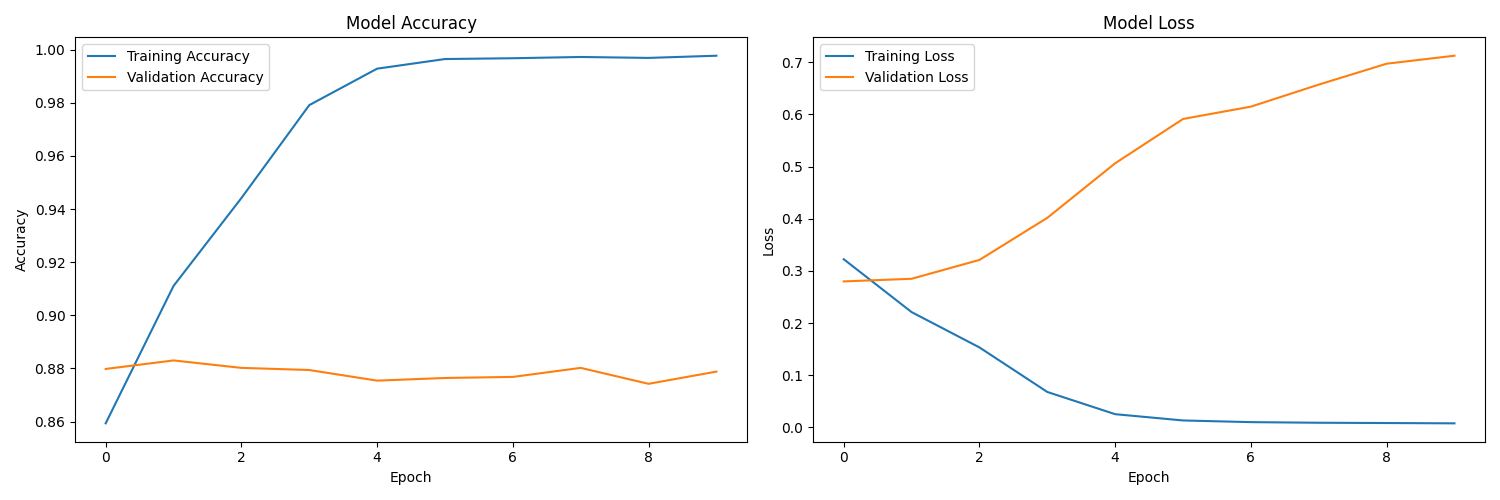 Model Accuracy
Training Accuracy
Validation Accuracy
1.00
0.98
0.96
0.94
0.92
0.90
0.88
0.86
Accuracy
0 2 4 6 8
Epoch
Model Loss
Training Loss
Validation Loss
0.7
0.6
0.5
0.4
0.3
0.2
0.1
0.0
Loss
0 2 4 6 8
Epoch